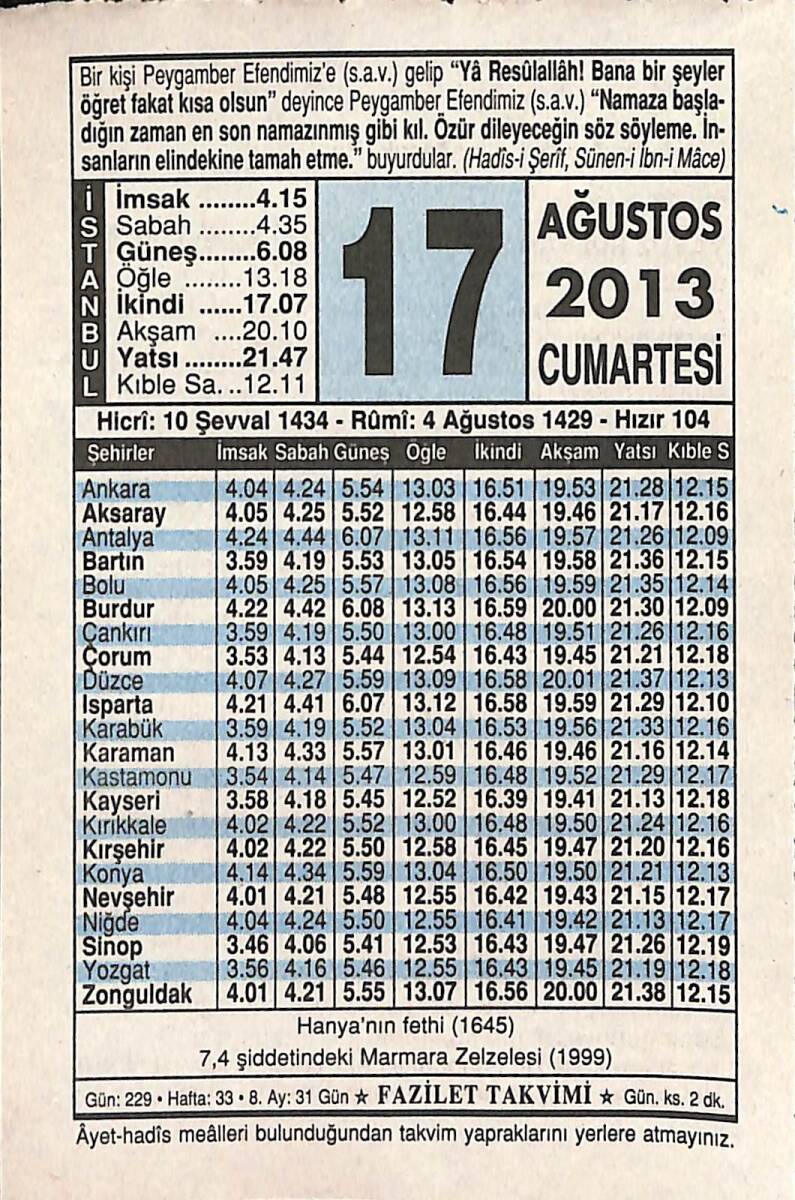 Bir kişi Peygamber Efendimiz'e (s.a.v.) gelip “Yâ Resûlallâh! Bana bir şeyler
öğret fakat kısa olsun” deyince Peygamber Efendimiz (s.a.v.) “Namaza başla-
dığın zaman en son namazınmış gibi kıl. Özür dileyeceğin söz söyleme. İn-
sanların elindekine tamah etme.” buyurdular. (Hadîs-i Şerîf, Sünen-i İbn-i Mâce)
İSTANBUL
İmsak ........4.15
Sabah ........4.35
Güneş........6.08
Öğle ........13.18
İkindi ......17.07
Akşam ....20.10
Yatsı ........21.47
Kıble Sa. ..12.11
17
AĞUSTOS
2013
CUMARTESİ
Hicrî: 10 Şevval 1434 - Rûmî: 4 Ağustos 1429 - Hızır 104
Şehirler İmsak Sabah Güneş Öğle İkindi Akşam Yatsı Kıble S
Ankara 4.04 4.24 5.54 13.03 16.51 19.53 21.28 12.15
Aksaray 4.05 4.25 5.52 12.58 16.44 19.46 21.17 12.16
Antalya 4.24 4.44 6.07 13.11 16.56 19.57 21.26 12.09
Bartın 3.59 4.19 5.53 13.05 16.54 19.58 21.36 12.15
Bolu 4.05 4.25 5.57 13.08 16.56 19.59 21.35 12.14
Burdur 4.22 4.42 6.08 13.13 16.59 20.00 21.30 12.09
Çankırı 3.59 4.19 5.50 13.00 16.48 19.51 21.26 12.16
Çorum 3.53 4.13 5.44 12.54 16.43 19.45 21.21 12.18
Düzce 4.07 4.27 5.59 13.09 16.58 20.01 21.37 12.13
Isparta 4.21 4.41 6.07 13.12 16.58 19.59 21.29 12.10
Karabük 3.59 4.19 5.52 13.04 16.53 19.56 21.33 12.16
Karaman 4.13 4.33 5.57 13.01 16.46 19.46 21.16 12.14
Kastamonu 3.54 4.14 5.47 12.59 16.48 19.52 21.29 12.17
Kayseri 3.58 4.18 5.45 12.52 16.39 19.41 21.13 12.18
Kırıkkale 4.02 4.22 5.52 13.00 16.48 19.50 21.24 12.16
Kırşehir 4.02 4.22 5.50 12.58 16.45 19.47 21.20 12.16
Konya 4.14 4.34 5.59 13.04 16.50 19.50 21.21 12.13
Nevşehir 4.01 4.21 5.48 12.55 16.42 19.43 21.15 12.17
Niğde 4.04 4.24 5.50 12.55 16.41 19.42 21.13 12.17
Sinop 3.46 4.06 5.41 12.53 16.43 19.47 21.26 12.19
Yozgat 3.56 4.16 5.46 12.55 16.43 19.45 21.19 12.18
Zonguldak 4.01 4.21 5.55 13.07 16.56 20.00 21.38 12.15
Hanya'nın fethi (1645)
7,4 şiddetindeki Marmara Zelzelesi (1999)
Gün: 229 • Hafta: 33 • 8. Ay: 31 Gün ☆ FAZİLET TAKVİMİ ☆ Gün. ks. 2 dk.
Âyet-hadîs meâlleri bulunduğundan takvim yapraklarını yerlere atmayınız.